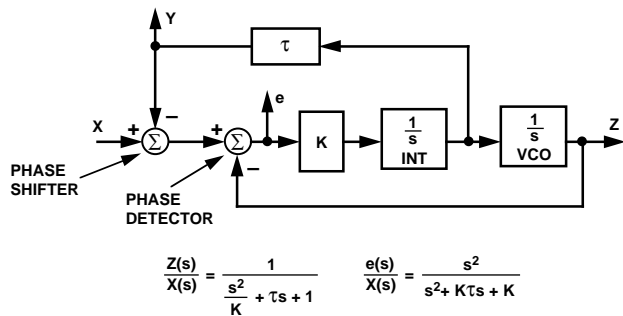 Y
τ
e
X + − Σ + − Σ K 1/s INT 1/s VCO Z
PHASE SHIFTER
PHASE DETECTOR
Z(s)/X(s) = 1/(s²/K + τs + 1)
e(s)/X(s) = s²/(s² + Kτs + K)